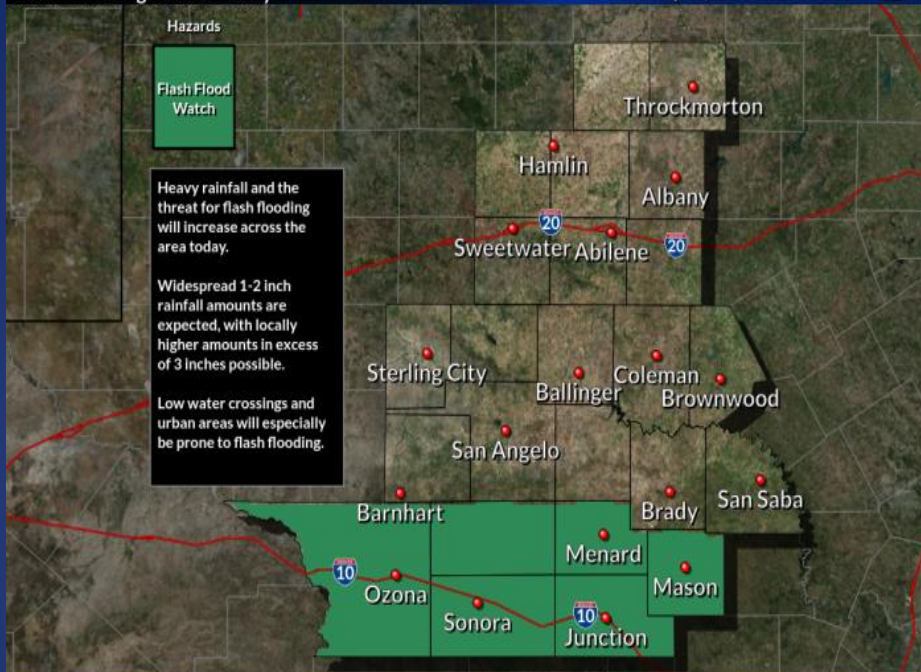 Hazards
Flash Flood
Watch
Heavy rainfall and the
threat for flash flooding
will increase across the
area today.
Widespread 1-2 inch
rainfall amounts are
expected, with locally
higher amounts in excess
of 3 inches possible.
Low water crossings and
urban areas will especially
be prone to flash flooding.
Throckmorton
Hamlin
Albany
20
Sweetwater
Abilene
20
Sterling City
Ballinger
Coleman
Brownwood
San Angelo
Barnhart
Brady
San Saba
Menard
10
Ozona
Mason
Sonora
10
Junction